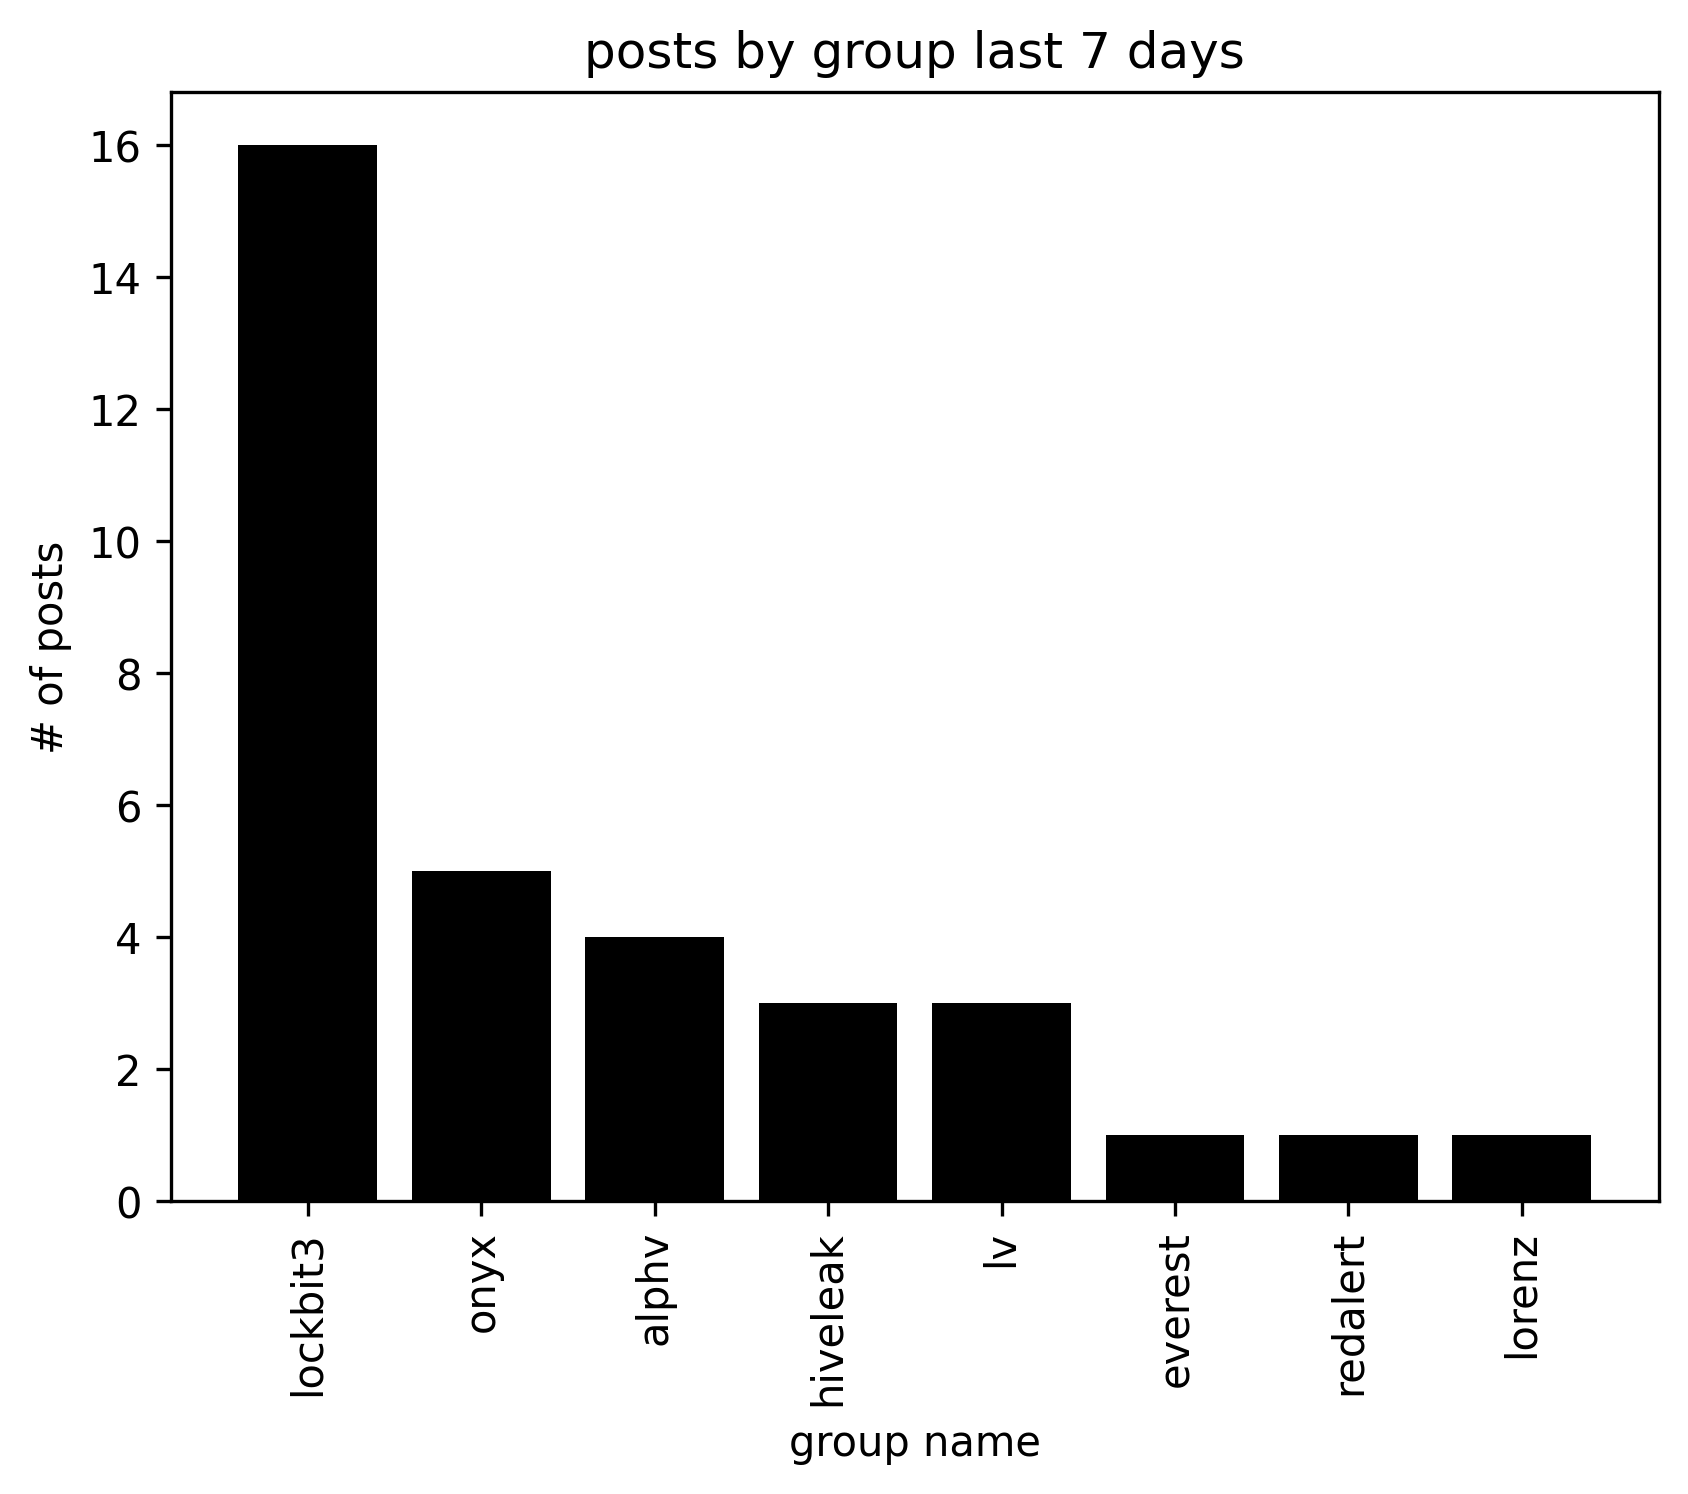 posts by group last 7 days
16
14
12
10
8
6
4
2
0
# of posts
lockbit3
onyx
alphv
hiveleak
lv
everest
redalert
lorenz
group name